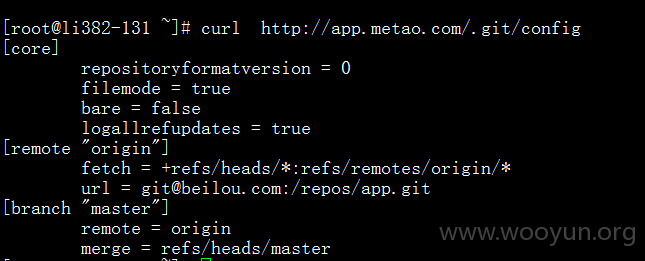 [root@li382-131 ~]# curl  http://app.metao.com/.git/config
[core]
        repositoryformatversion = 0
        filemode = true
        bare = false
        logallrefupdates = true
[remote "origin"]
        fetch = +refs/heads/*:refs/remotes/origin/*
        url = git@beilou.com:/repos/app.git
[branch "master"]
        remote = origin
        merge = refs/heads/master
www.wooyun.org